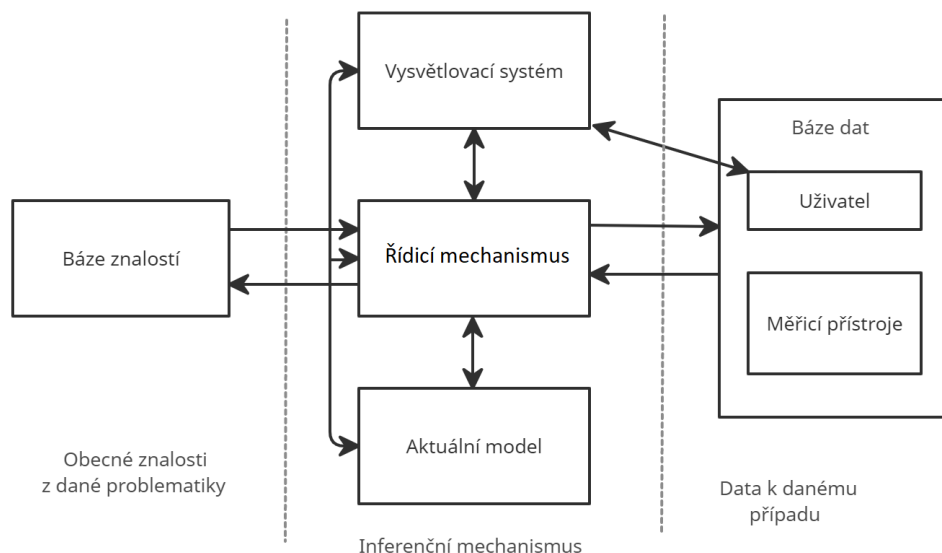 Vysvětlovací systém
Báze dat
Uživatel
Báze znalostí
Řídicí mechanismus
Měřicí přístroje
Aktuální model
Obecné znalosti
z dané problematiky
Data k danému
případu
Inferenční mechanismus